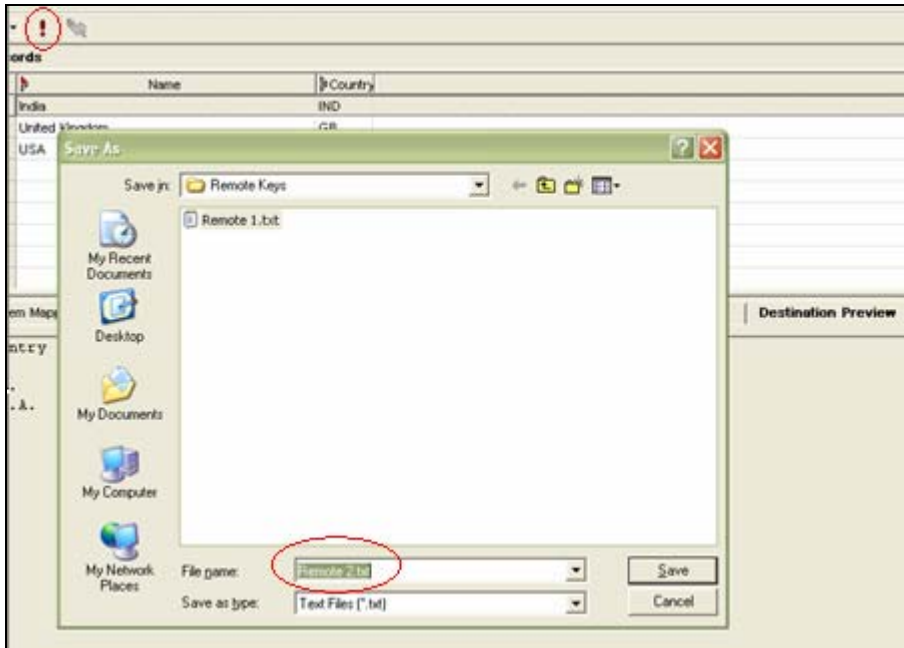 !
ords
Name Country
India IND
United Kingdom GB
USA
Save As
Save in: Remote Keys
Remote 1.txt
My Recent
Documents
Desktop
My Documents
My Computer
My Network
Places
File name: Remote 2.txt
Save
Save as type: Text Files (*.txt)
Cancel
em Mapp
Destination Preview
ntry
.
.A.